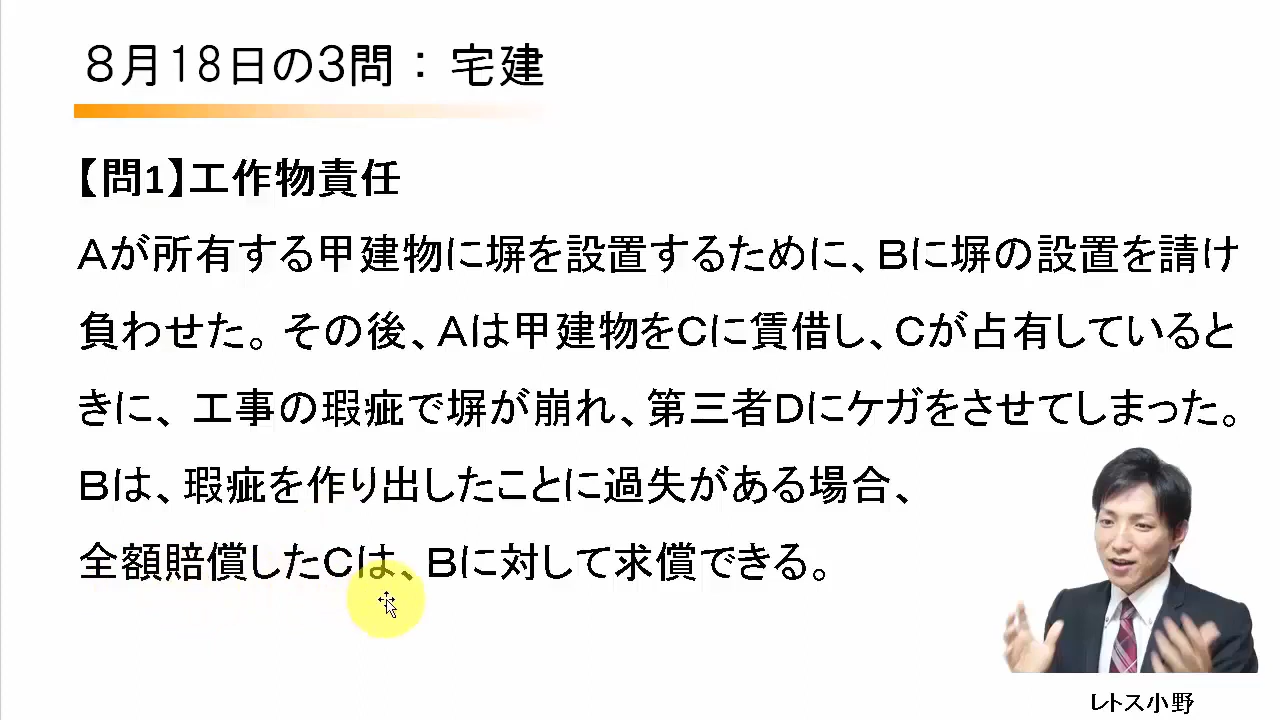 8月18日の3問：宅建
【問1】工作物責任
Aが所有する甲建物に塀を設置するために、Bに塀の設置を請け
負わせた。その後、Aは甲建物をCに賃借し、Cが占有していると
きに、工事の瑕疵で塀が崩れ、第三者Dにケガをさせてしまった。
Bは、瑕疵を作り出したことに過失がある場合、
全額賠償したCは、Bに対して求償できる。
レトス小野